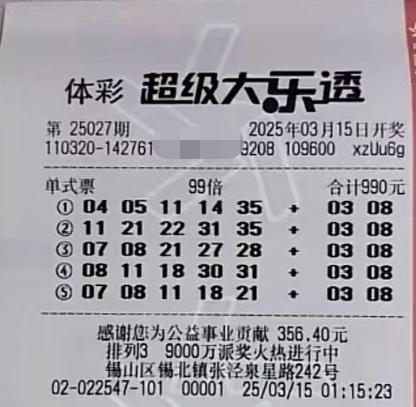 体彩 超级大乐透
第 25027期 2025年03月15日开奖
110320-142761 9208 109600 xzUu6g
单式票 99倍 合计990元
① 04 05 11 14 35 + 03 08
② 11 21 22 31 35 + 03 08
③ 07 08 21 27 28 + 03 08
④ 08 11 18 30 31 + 03 08
⑤ 07 08 11 18 21 + 03 08
感谢您为公益事业贡献 356.40元
排列3 9000万派奖火热进行中
锡山区锡北镇张泾泉星路242号
02-022547-101 00001 25/03/15 01:15:23